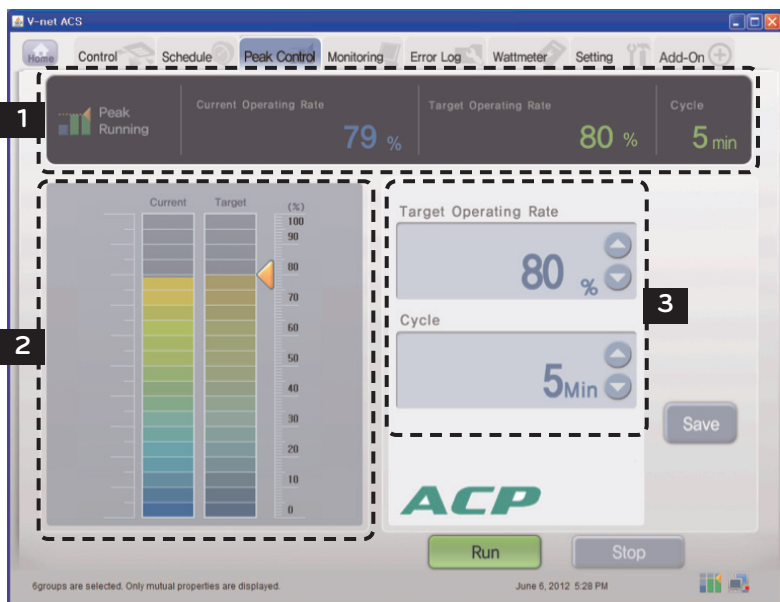 V-net ACS
Home Control Schedule Peak Control Monitoring Error Log Wattmeter Setting Add-On
1
Peak Running
Current Operating Rate
79 %
Target Operating Rate
80 %
Cycle
5 min
2
Current Target (%)
100
90
80
70
60
50
40
30
20
10
0
3
Target Operating Rate
80 %
Cycle
5 Min
Save
ACP
Run Stop
6groups are selected. Only mutual properties are displayed.
June 6, 2012 5:28 PM